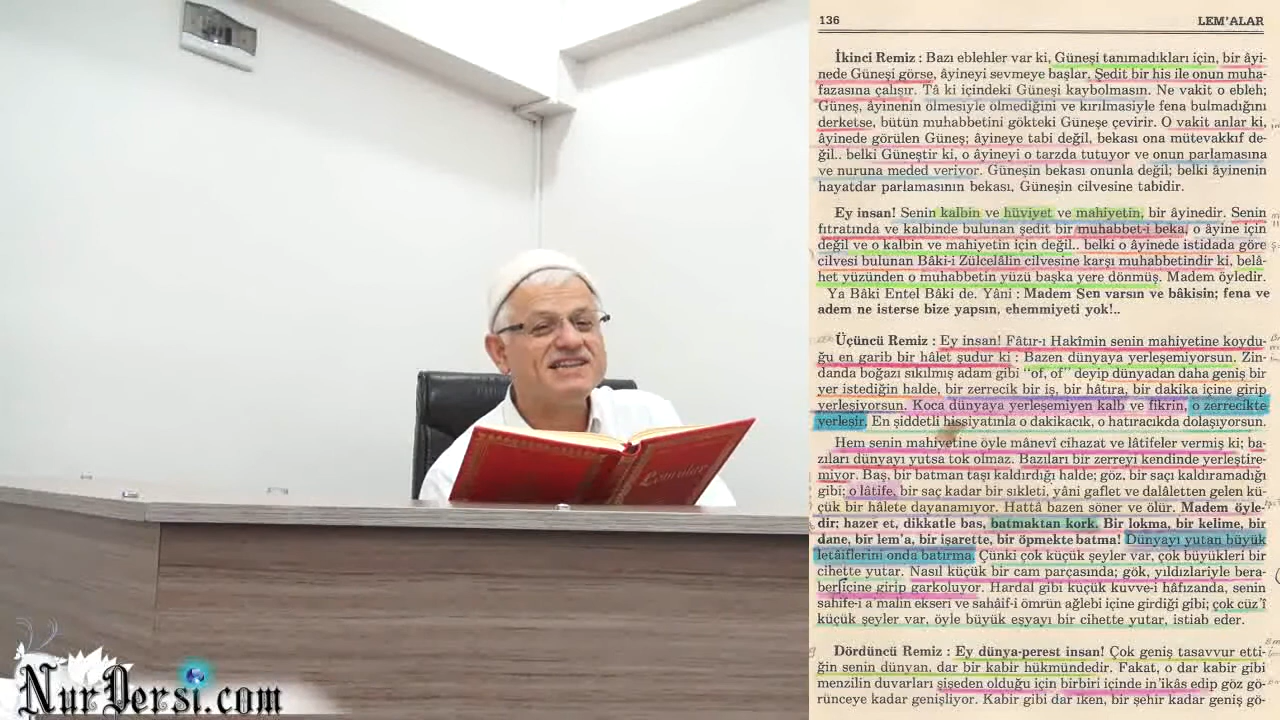 136 LEM'ALAR
İkinci Remiz : Bazı eblehler var ki, Güneşi tanımadıkları için, bir âyi-
nede Güneşi görse, âyineyi sevmeye başlar. Şedit bir his ile onun muha-
fazasına çalışır. Tâ ki içindeki Güneşi kaybolmasın. Ne vakit o ebleh;
Güneş, âyinenin ölmesiyle ölmediğini ve kırılmasiyle fena bulmadığını
derketse, bütün muhabbetini gökteki Güneşe çevirir. O vakit anlar ki,
âyinede görülen Güneş; âyineye tabi değil, bekası ona mütevakkıf de-
ğil.. belki Güneştir ki, o âyineyi o tarzda tutuyor ve onun parlamasına
ve nuruna meded veriyor. Güneşin bekası onunla değil; belki âyinenin
hayatdar parlamasının bekası, Güneşin cilvesine tabidir.
Ey insan! Senin kalbin ve hüviyet ve mahiyetin, bir âyinedir. Senin
fıtratında ve kalbinde bulunan şedit bir muhabbet-i beka, o âyine için
değil ve o kalbin ve mahiyetin için değil.. belki o âyinede istidada göre
cilvesi bulunan Bâki-i Zülcelâlin cilvesine karşı muhabbetindir ki, belâ-
het yüzünden o muhabbetin yüzü başka yere dönmüş. Madem öyledir.
Ya Bâki Entel Bâki de. Yâni : Madem Sen varsın ve bâkisin; fena ve
adem ne isterse bize yapsın, ehemmiyeti yok!..
Üçüncü Remiz : Ey insan! Fâtır-ı Hakîmin senin mahiyetine koydu-
ğu en garib bir hâlet şudur ki : Bazen dünyaya yerleşemiyorsun. Zin-
danda boğazı sıkılmış adam gibi "of, of" deyip dünyadan daha geniş bir
yer istediğin halde, bir zerrecik bir iş, bir hâtıra, bir dakika içine girip
yerleşiyorsun. Koca dünyaya yerleşemiyen kalb ve fikrin, o zerrecikte
yerleşir. En şiddetli hissiyatınla o dakikacık, o hatıracıkda dolaşıyorsun.
Hem senin mahiyetine öyle mânevî cihazat ve lâtifeler vermiş ki; ba-
zıları dünyayı yutsa tok olmaz. Bazıları bir zerreyi kendinde yerleştire-
miyor. Baş, bir batman taşı kaldırdığı halde; göz, bir saçı kaldıramadığı
gibi; o lâtife, bir saç kadar bir sıkleti, yâni gaflet ve dalâletten gelen kü-
çük bir hâlete dayanamıyor. Hattâ bazen söner ve ölür. Madem öyle-
dir; hazer et, dikkatle bas, batmaktan kork. Bir lokma, bir kelime, bir
dane, bir lem'a, bir işarette, bir öpmekte batma! Dünyayı yutan büyük
letâiflerini onda batırma. Çünki çok küçük şeyler var, çok büyükleri bir
cihette yutar. Nasıl küçük bir cam parçasında; gök, yıldızlariyle bera-
ber içine girip garkoluyor. Hardal gibi küçük kuvve-i hâfızanda, senin
sahife-i a'malin ekseri ve sahâif-i ömrün ağlebi içine girdiği gibi; çok cüz'î
küçük şeyler var, öyle büyük eşyayı bir cihette yutar, istiab eder.
Dördüncü Remiz : Ey dünya-perest insan! Çok geniş tasavvur etti-
ğin senin dünyan, dar bir kabir hükmündedir. Fakat, o dar kabir gibi
menzilin duvarları şişeden olduğu için birbiri içinde in'ikâs edip göz gö-
rünceye kadar genişliyor. Kabir gibi dar iken, bir şehir kadar geniş gö-
Lem'alar
NurDersi.com